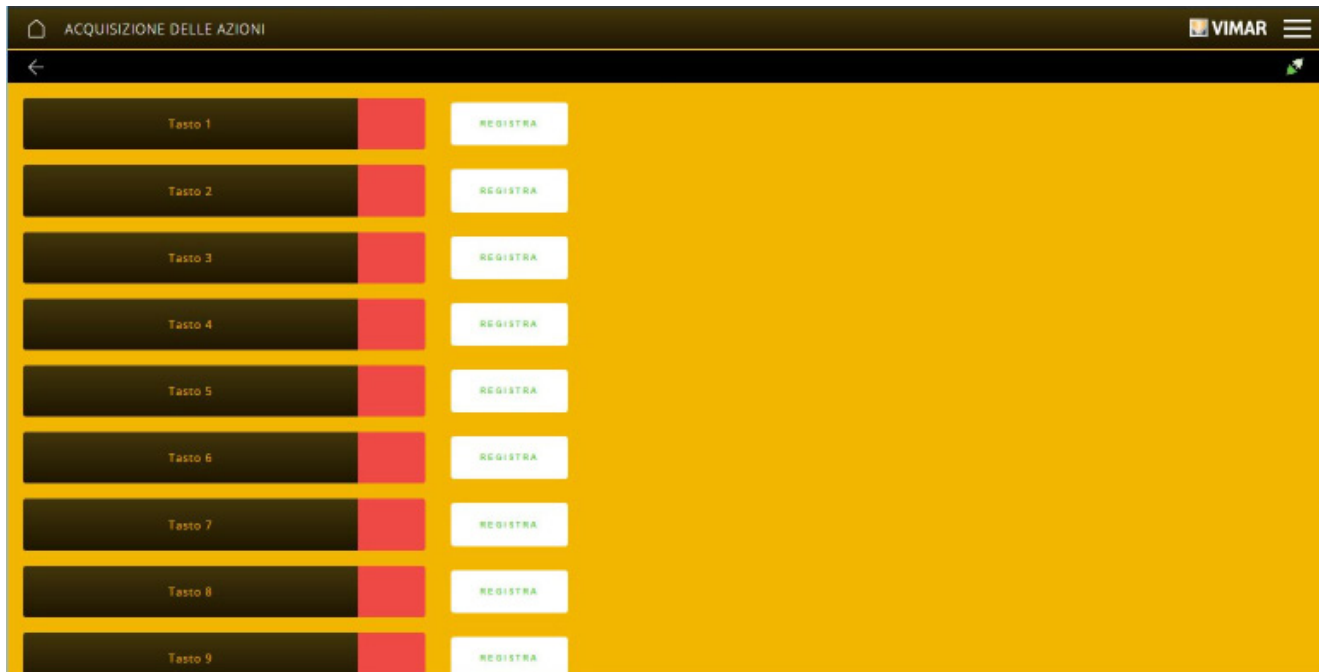 ACQUISIZIONE DELLE AZIONI VIMAR
Tasto 1 REGISTRA
Tasto 2 REGISTRA
Tasto 3 REGISTRA
Tasto 4 REGISTRA
Tasto 5 REGISTRA
Tasto 6 REGISTRA
Tasto 7 REGISTRA
Tasto 8 REGISTRA
Tasto 9 REGISTRA